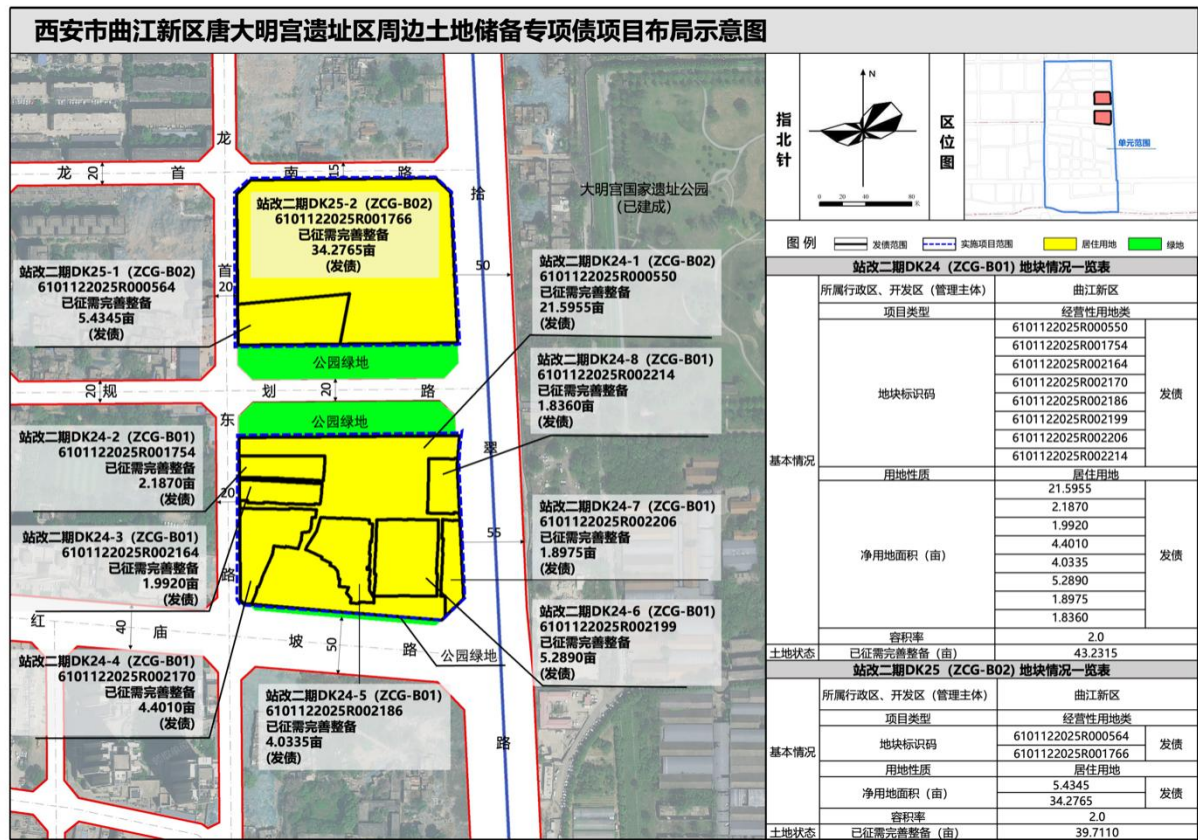 西安市曲江新区唐大明宫遗址区周边土地储备专项债项目布局示意图
龙首南路
20
15
龙首东路
20
20
拾翠路
50
55
大明宫国家遗址公园
(已建成)
站改二期DK25-2（ZCG-B02）
6101122025R001766
已征需完善整备
34.2765亩
(发债)
站改二期DK25-1（ZCG-B02）
6101122025R000564
已征需完善整备
5.4345亩
(发债)
站改二期DK24-1（ZCG-B02）
6101122025R000550
已征需完善整备
21.5955亩
(发债)
公园绿地
规划路
20
20
公园绿地
站改二期DK24-8（ZCG-B01）
6101122025R002214
已征需完善整备
1.8360亩
(发债)
站改二期DK24-2（ZCG-B01）
6101122025R001754
已征需完善整备
2.1870亩
(发债)
站改二期DK24-7（ZCG-B01）
6101122025R002206
已征需完善整备
1.8975亩
(发债)
站改二期DK24-3（ZCG-B01）
6101122025R002164
已征需完善整备
1.9920亩
(发债)
站改二期DK24-6（ZCG-B01）
6101122025R002199
已征需完善整备
5.2890亩
(发债)
红庙坡路
40
50
公园绿地
站改二期DK24-4（ZCG-B01）
6101122025R002170
已征需完善整备
4.4010亩
(发债)
站改二期DK24-5（ZCG-B01）
6101122025R002186
已征需完善整备
4.0335亩
(发债)
指北针
N
0 20 40 80
区位图
单元范围
图例 发债范围 实施项目范围 居住用地 绿地
站改二期DK24（ZCG-B01）地块情况一览表
基本情况
所属行政区、开发区（管理主体） 曲江新区
项目类型 经营性用地类
地块标识码
6101122025R000550
6101122025R001754
6101122025R002164
6101122025R002170
6101122025R002186
6101122025R002199
6101122025R002206
6101122025R002214
发债
用地性质 居住用地
净用地面积（亩）
21.5955
2.1870
1.9920
4.4010
4.0335
5.2890
1.8975
1.8360
发债
容积率 2.0
土地状态 已征需完善整备（亩） 43.2315
站改二期DK25（ZCG-B02）地块情况一览表
基本情况
所属行政区、开发区（管理主体） 曲江新区
项目类型 经营性用地类
地块标识码
6101122025R000564
6101122025R001766
发债
用地性质 居住用地
净用地面积（亩）
5.4345
34.2765
发债
容积率 2.0
土地状态 已征需完善整备（亩） 39.7110